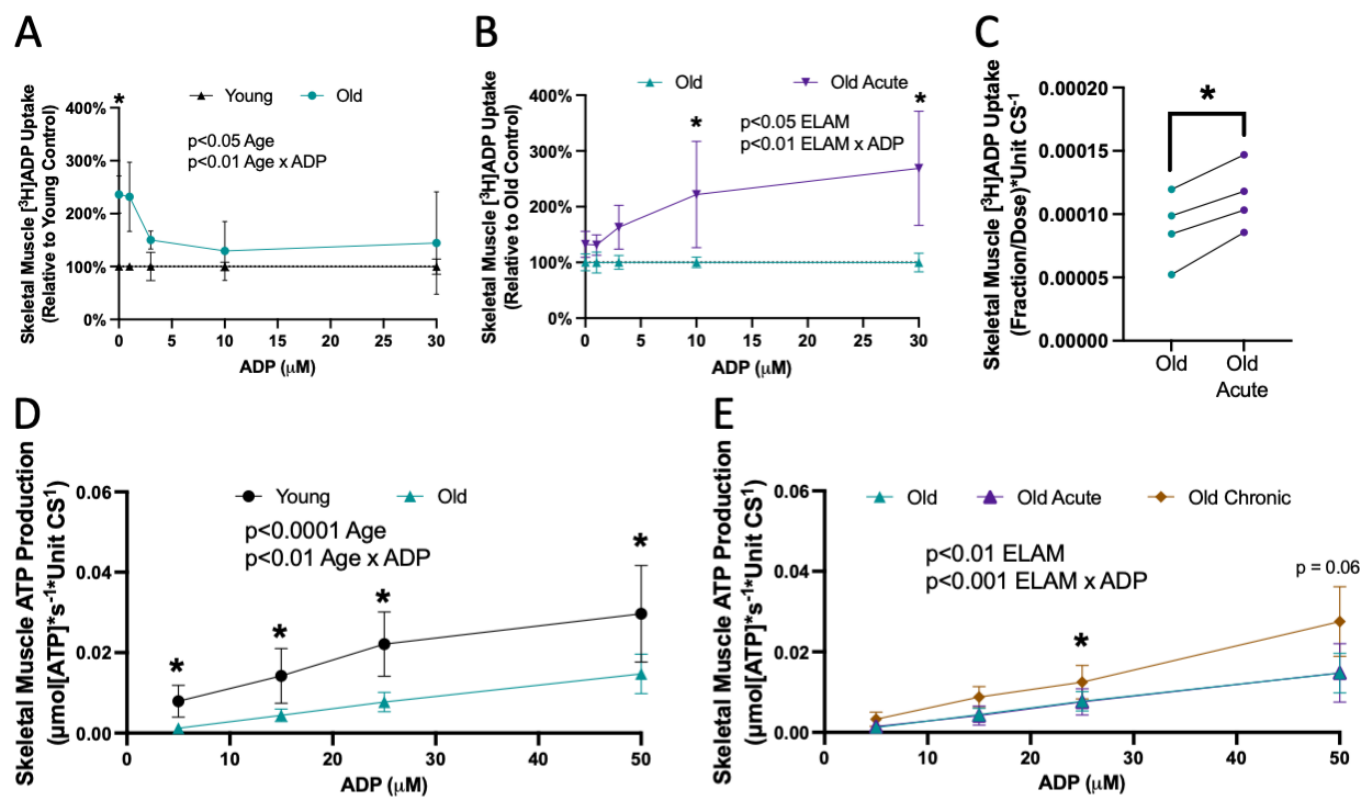 A
Skeletal Muscle [³H]ADP Uptake
(Relative to Young Control)
Young
Old
*
p<0.05 Age
p<0.01 Age x ADP
400%
300%
200%
100%
0%
0 5 10 15 20 25 30
ADP (μM)
B
Skeletal Muscle [³H]ADP Uptake
(Relative to Old Control)
Old
Old Acute
* *
p<0.05 ELAM
p<0.01 ELAM x ADP
400%
300%
200%
100%
0%
0 5 10 15 20 25 30
ADP (μM)
C
Skeletal Muscle [³H]ADP Uptake
(Fraction/Dose)*Unit CS⁻¹
*
0.00020
0.00015
0.00010
0.00005
0.00000
Old
Old
Acute
D
Skeletal Muscle ATP Production
(μmol[ATP]*s⁻¹*Unit CS¹)
Young
Old
p<0.0001 Age
p<0.01 Age x ADP
* * * *
0.06
0.04
0.02
0.00
0 10 20 30 40 50
ADP (μM)
E
Skeletal Muscle ATP Production
(μmol[ATP]*s⁻¹*Unit CS¹)
Old
Old Acute
Old Chronic
p<0.01 ELAM
p<0.001 ELAM x ADP
*
p = 0.06
0.06
0.04
0.02
0.00
0 10 20 30 40 50
ADP (μM)